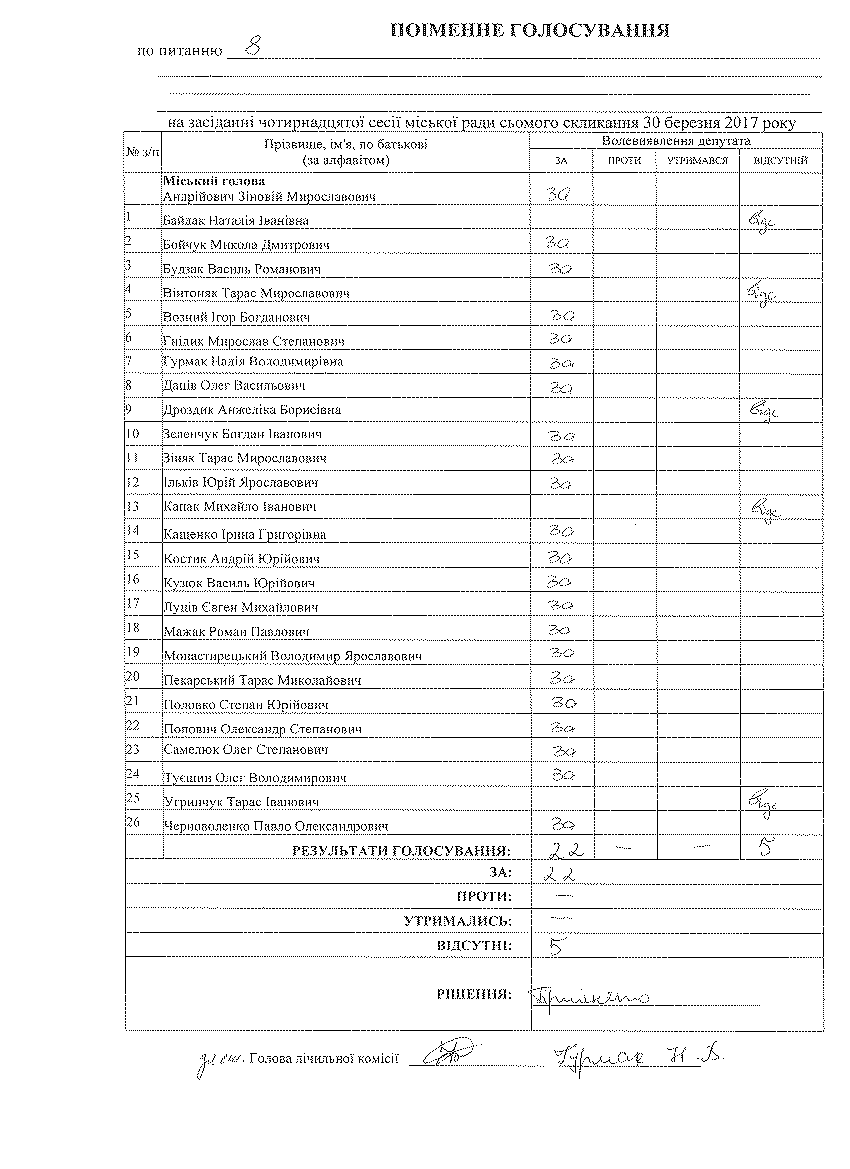 ПОІМЕННЕ ГОЛОСУВАННЯ
по питанню 8
на засіданні чотирнадцятої сесії міської ради сьомого скликання 30 березня 2017 року
№ з/п Прізвище, ім'я, по батькові (за алфавітом) Волевиявлення депутата
ЗА ПРОТИ УТРИМАВСЯ ВІДСУТНІЙ
Міський голова
Андрійович Зіновій Мирославович за
1 Байдак Наталія Іванівна відс
2 Бойчук Микола Дмитрович за
3 Будзак Василь Романович за
4 Вінтоняк Тарас Мирославович відс
5 Возний Ігор Богданович за
6 Гнідик Мирослав Степанович за
7 Гурмак Надія Володимирівна за
8 Даців Олег Васильович за
9 Дроздик Анжеліка Борисівна відс
10 Зеленчук Богдан Іванович за
11 Зіняк Тарас Мирославович за
12 Ільків Юрій Ярославович за
13 Капак Михайло Іванович відс
14 Кащенко Ірина Григорівна за
15 Костик Андрій Юрійович за
16 Кузюк Василь Юрійович за
17 Луців Євген Михайлович за
18 Мажак Роман Павлович за
19 Монастирецький Володимир Ярославович за
20 Пекарський Тарас Миколайович за
21 Половко Степан Юрійович за
22 Попович Олександр Степанович за
23 Самелюк Олег Степанович за
24 Туєшин Олег Володимирович за
25 Угринчук Тарас Іванович відс
26 Черноволенко Павло Олександрович за
РЕЗУЛЬТАТИ ГОЛОСУВАННЯ: 22 — — 5
ЗА: 22
ПРОТИ: —
УТРИМАЛИСЬ: —
ВІДСУТНІ: 5
РІШЕННЯ: Прийнято
Голова лічильної комісії Гурмак Н.В.